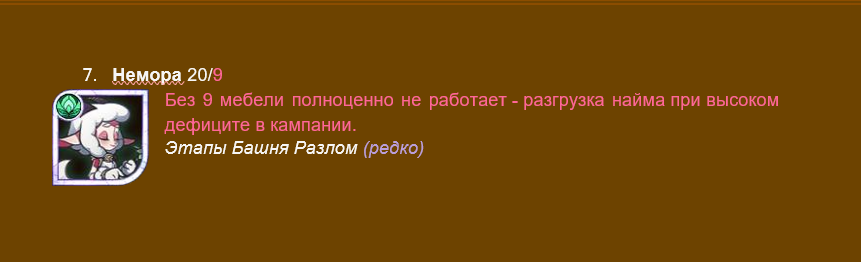 7. Немора 20/9
Без 9 мебели полноценно не работает - разгрузка найма при высоком
дефиците в кампании.
Этапы Башня Разлом (редко)